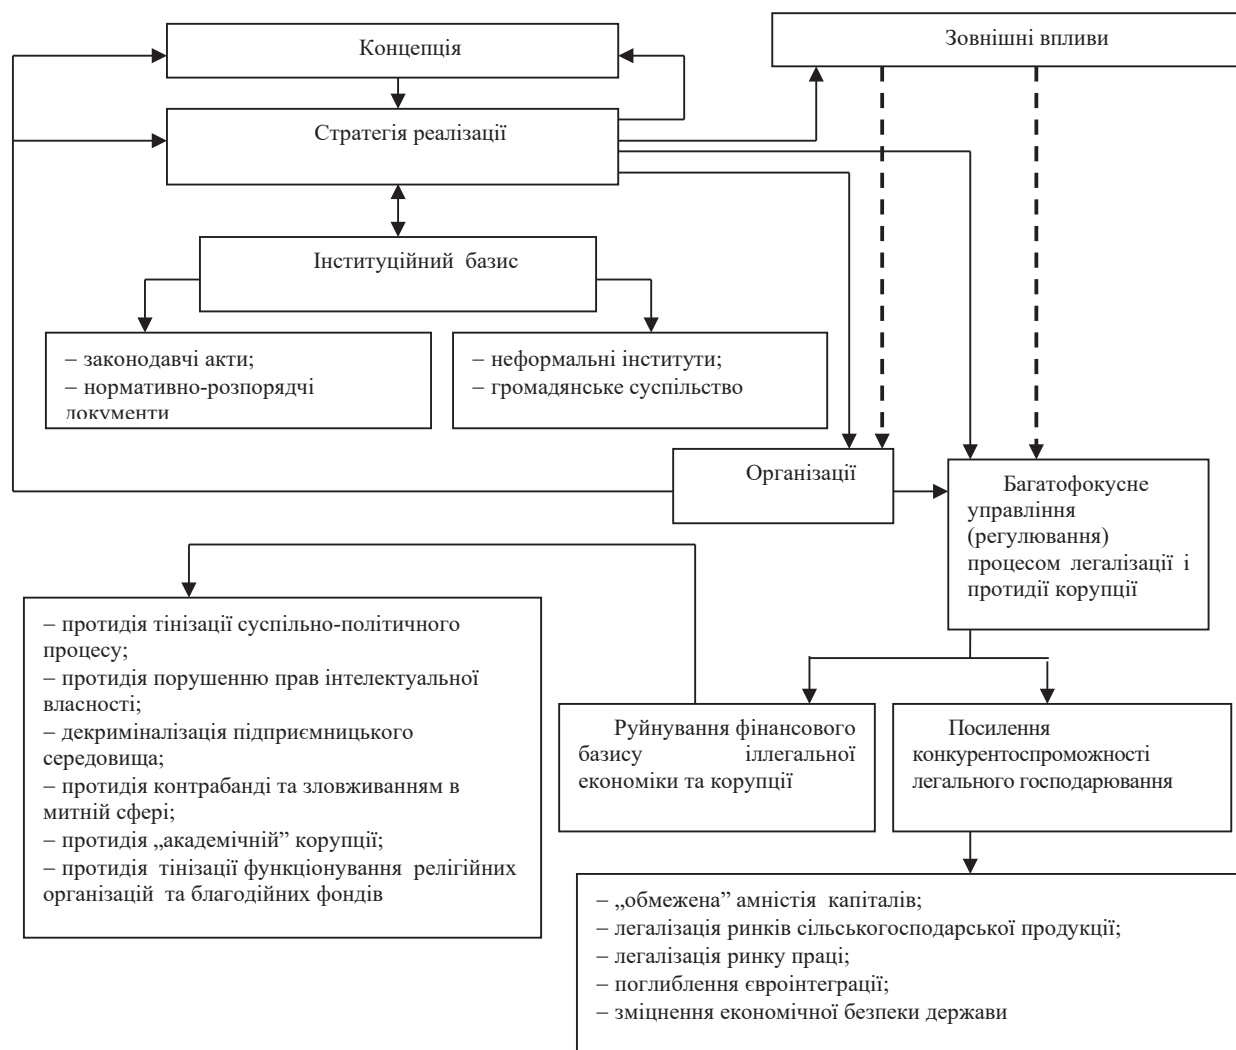 Концепція
Зовнішні впливи
Стратегія реалізації
Інституційний базис
– законодавчі акти;
– нормативно-розпорядчі
документи
– неформальні інститути;
– громадянське суспільство
Організації
Багатофокусне
управління
(регулювання)
процесом легалізації і
протидії корупції
– протидія тінізації суспільно-політичного
процесу;
– протидія порушенню прав інтелектуальної
власності;
– декриміналізація підприємницького
середовища;
– протидія контрабанді та зловживанням в
митній сфері;
– протидія „академічній” корупції;
– протидія тінізації функціонування релігійних
організацій та благодійних фондів
Руйнування фінансового
базису іллегальної
економіки та корупції
Посилення
конкурентоспроможності
легального господарювання
– „обмежена” амністія капіталів;
– легалізація ринків сільськогосподарської продукції;
– легалізація ринку праці;
– поглиблення євроінтеграції;
– зміцнення економічної безпеки держави